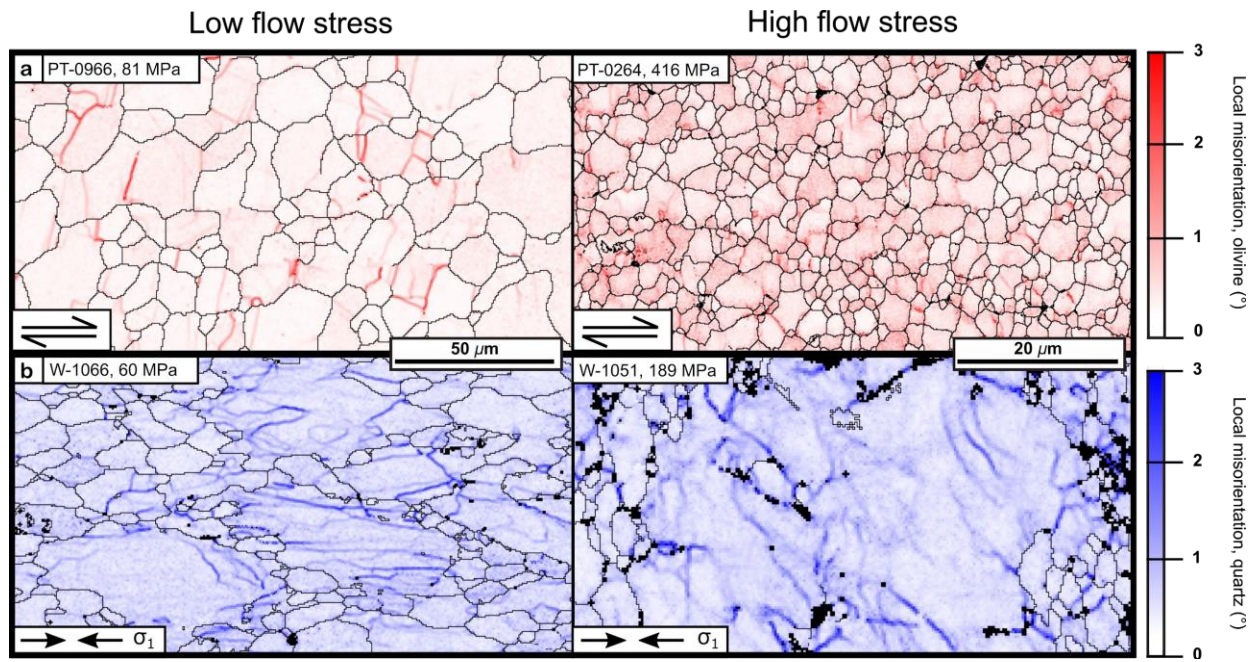 Low flow stress
High flow stress
a PT-0966, 81 MPa
PT-0264, 416 MPa
3
2
1
0
Local misorientation, olivine (°)
50 µm
20 µm
b W-1066, 60 MPa
W-1051, 189 MPa
3
2
1
0
Local misorientation, quartz (°)
σ₁
σ₁